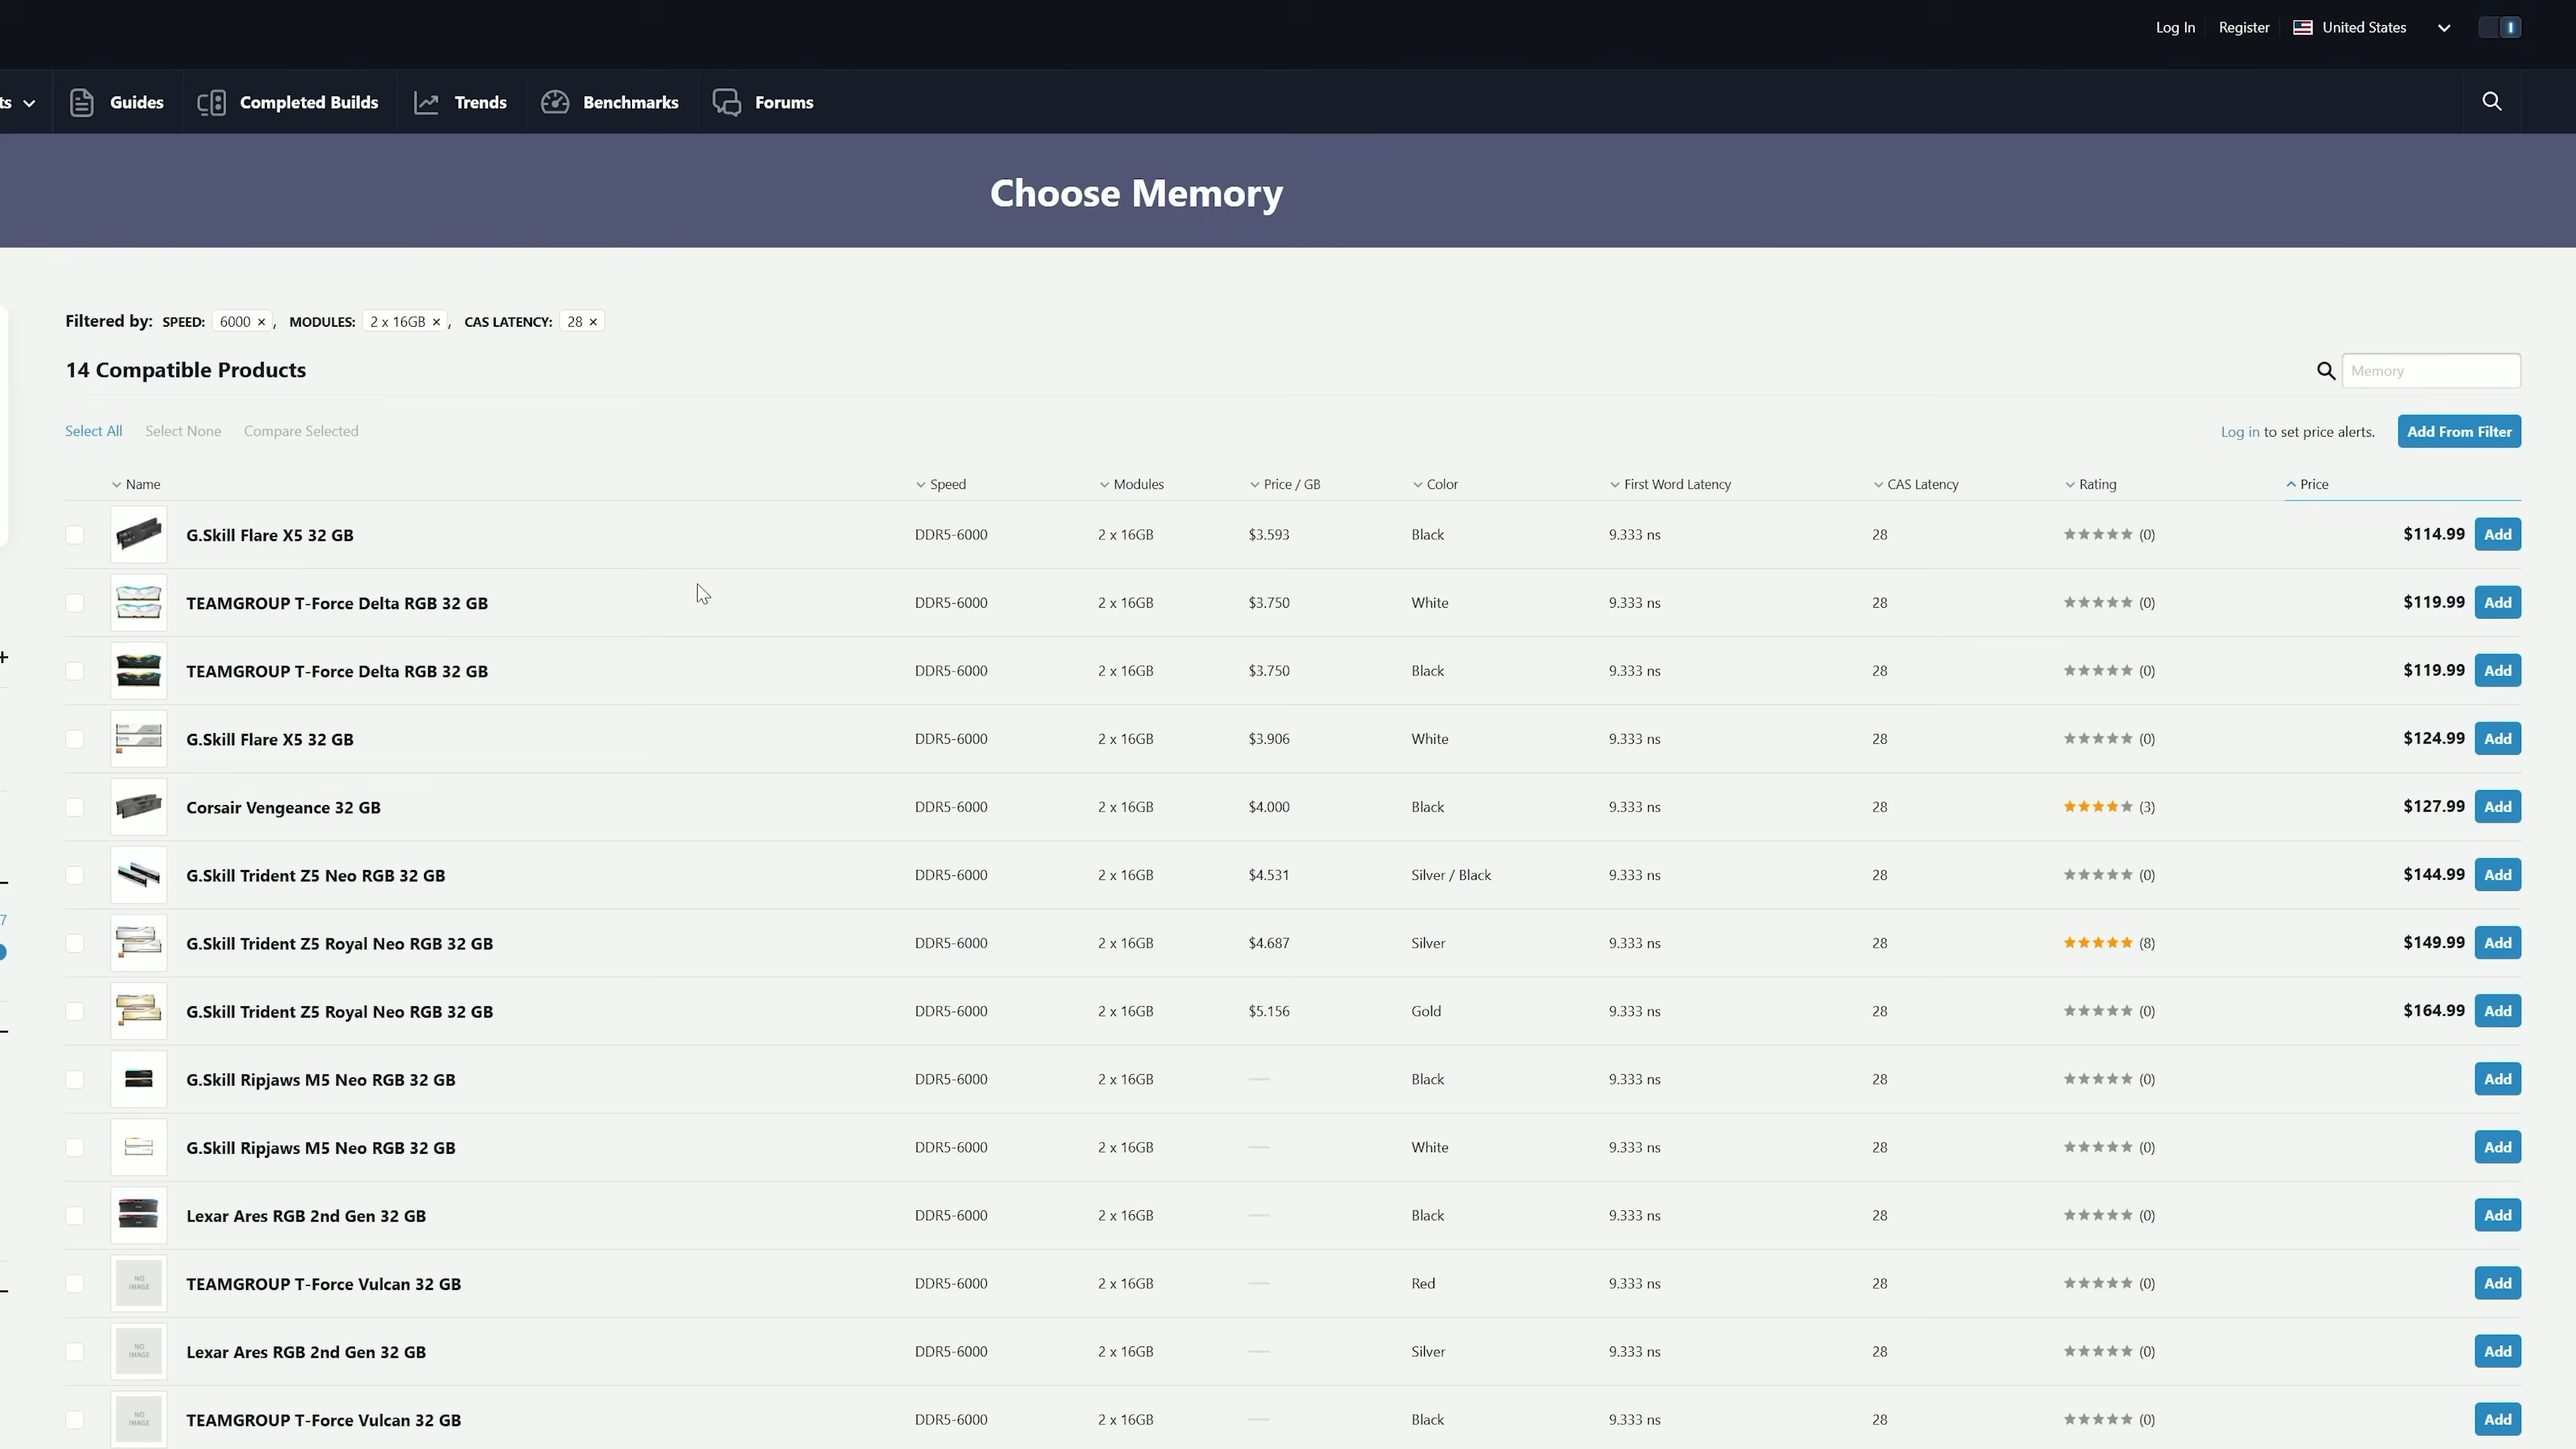 Log In Register United States
ts Guides Completed Builds Trends Benchmarks Forums
Choose Memory
Filtered by: SPEED: 6000 ×, MODULES: 2 x 16GB ×, CAS LATENCY: 28 ×
14 Compatible Products Memory
Select All Select None Compare Selected Log in to set price alerts. Add From Filter
Name Speed Modules Price / GB Color First Word Latency CAS Latency Rating Price
G.Skill Flare X5 32 GB DDR5-6000 2 x 16GB $3.593 Black 9.333 ns 28 (0) $114.99 Add
TEAMGROUP T-Force Delta RGB 32 GB DDR5-6000 2 x 16GB $3.750 White 9.333 ns 28 (0) $119.99 Add
TEAMGROUP T-Force Delta RGB 32 GB DDR5-6000 2 x 16GB $3.750 Black 9.333 ns 28 (0) $119.99 Add
G.Skill Flare X5 32 GB DDR5-6000 2 x 16GB $3.906 White 9.333 ns 28 (0) $124.99 Add
Corsair Vengeance 32 GB DDR5-6000 2 x 16GB $4.000 Black 9.333 ns 28 (3) $127.99 Add
G.Skill Trident Z5 Neo RGB 32 GB DDR5-6000 2 x 16GB $4.531 Silver / Black 9.333 ns 28 (0) $144.99 Add
7
G.Skill Trident Z5 Royal Neo RGB 32 GB DDR5-6000 2 x 16GB $4.687 Silver 9.333 ns 28 (8) $149.99 Add
G.Skill Trident Z5 Royal Neo RGB 32 GB DDR5-6000 2 x 16GB $5.156 Gold 9.333 ns 28 (0) $164.99 Add
G.Skill Ripjaws M5 Neo RGB 32 GB DDR5-6000 2 x 16GB — Black 9.333 ns 28 (0) Add
G.Skill Ripjaws M5 Neo RGB 32 GB DDR5-6000 2 x 16GB — White 9.333 ns 28 (0) Add
Lexar Ares RGB 2nd Gen 32 GB DDR5-6000 2 x 16GB — Black 9.333 ns 28 (0) Add
NO IMAGE TEAMGROUP T-Force Vulcan 32 GB DDR5-6000 2 x 16GB — Red 9.333 ns 28 (0) Add
NO IMAGE Lexar Ares RGB 2nd Gen 32 GB DDR5-6000 2 x 16GB — Silver 9.333 ns 28 (0) Add
NO IMAGE TEAMGROUP T-Force Vulcan 32 GB DDR5-6000 2 x 16GB — Black 9.333 ns 28 (0) Add